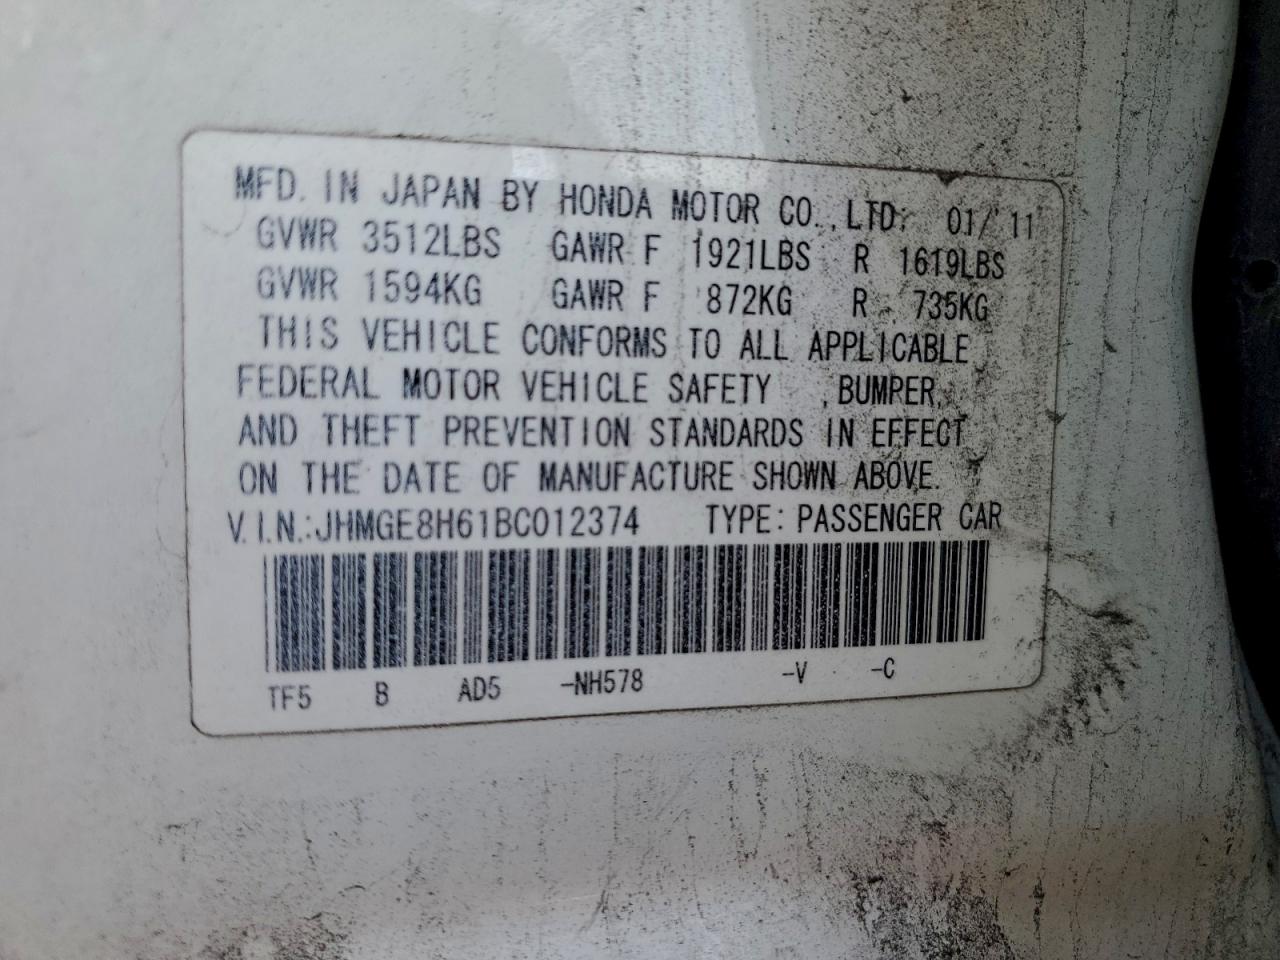 MFD. IN JAPAN BY HONDA MOTOR CO., LTD. 01/'11
GVWR 3512LBS GAWR F 1921LBS R 1619LBS
GVWR 1594KG GAWR F 872KG R 735KG
THIS VEHICLE CONFORMS TO ALL APPLICABLE
FEDERAL MOTOR VEHICLE SAFETY , BUMPER,
AND THEFT PREVENTION STANDARDS IN EFFECT
ON THE DATE OF MANUFACTURE SHOWN ABOVE.
V.I.N.:JHMGE8H61BC012374 TYPE: PASSENGER CAR
TF5 B AD5 -NH578 -V -C